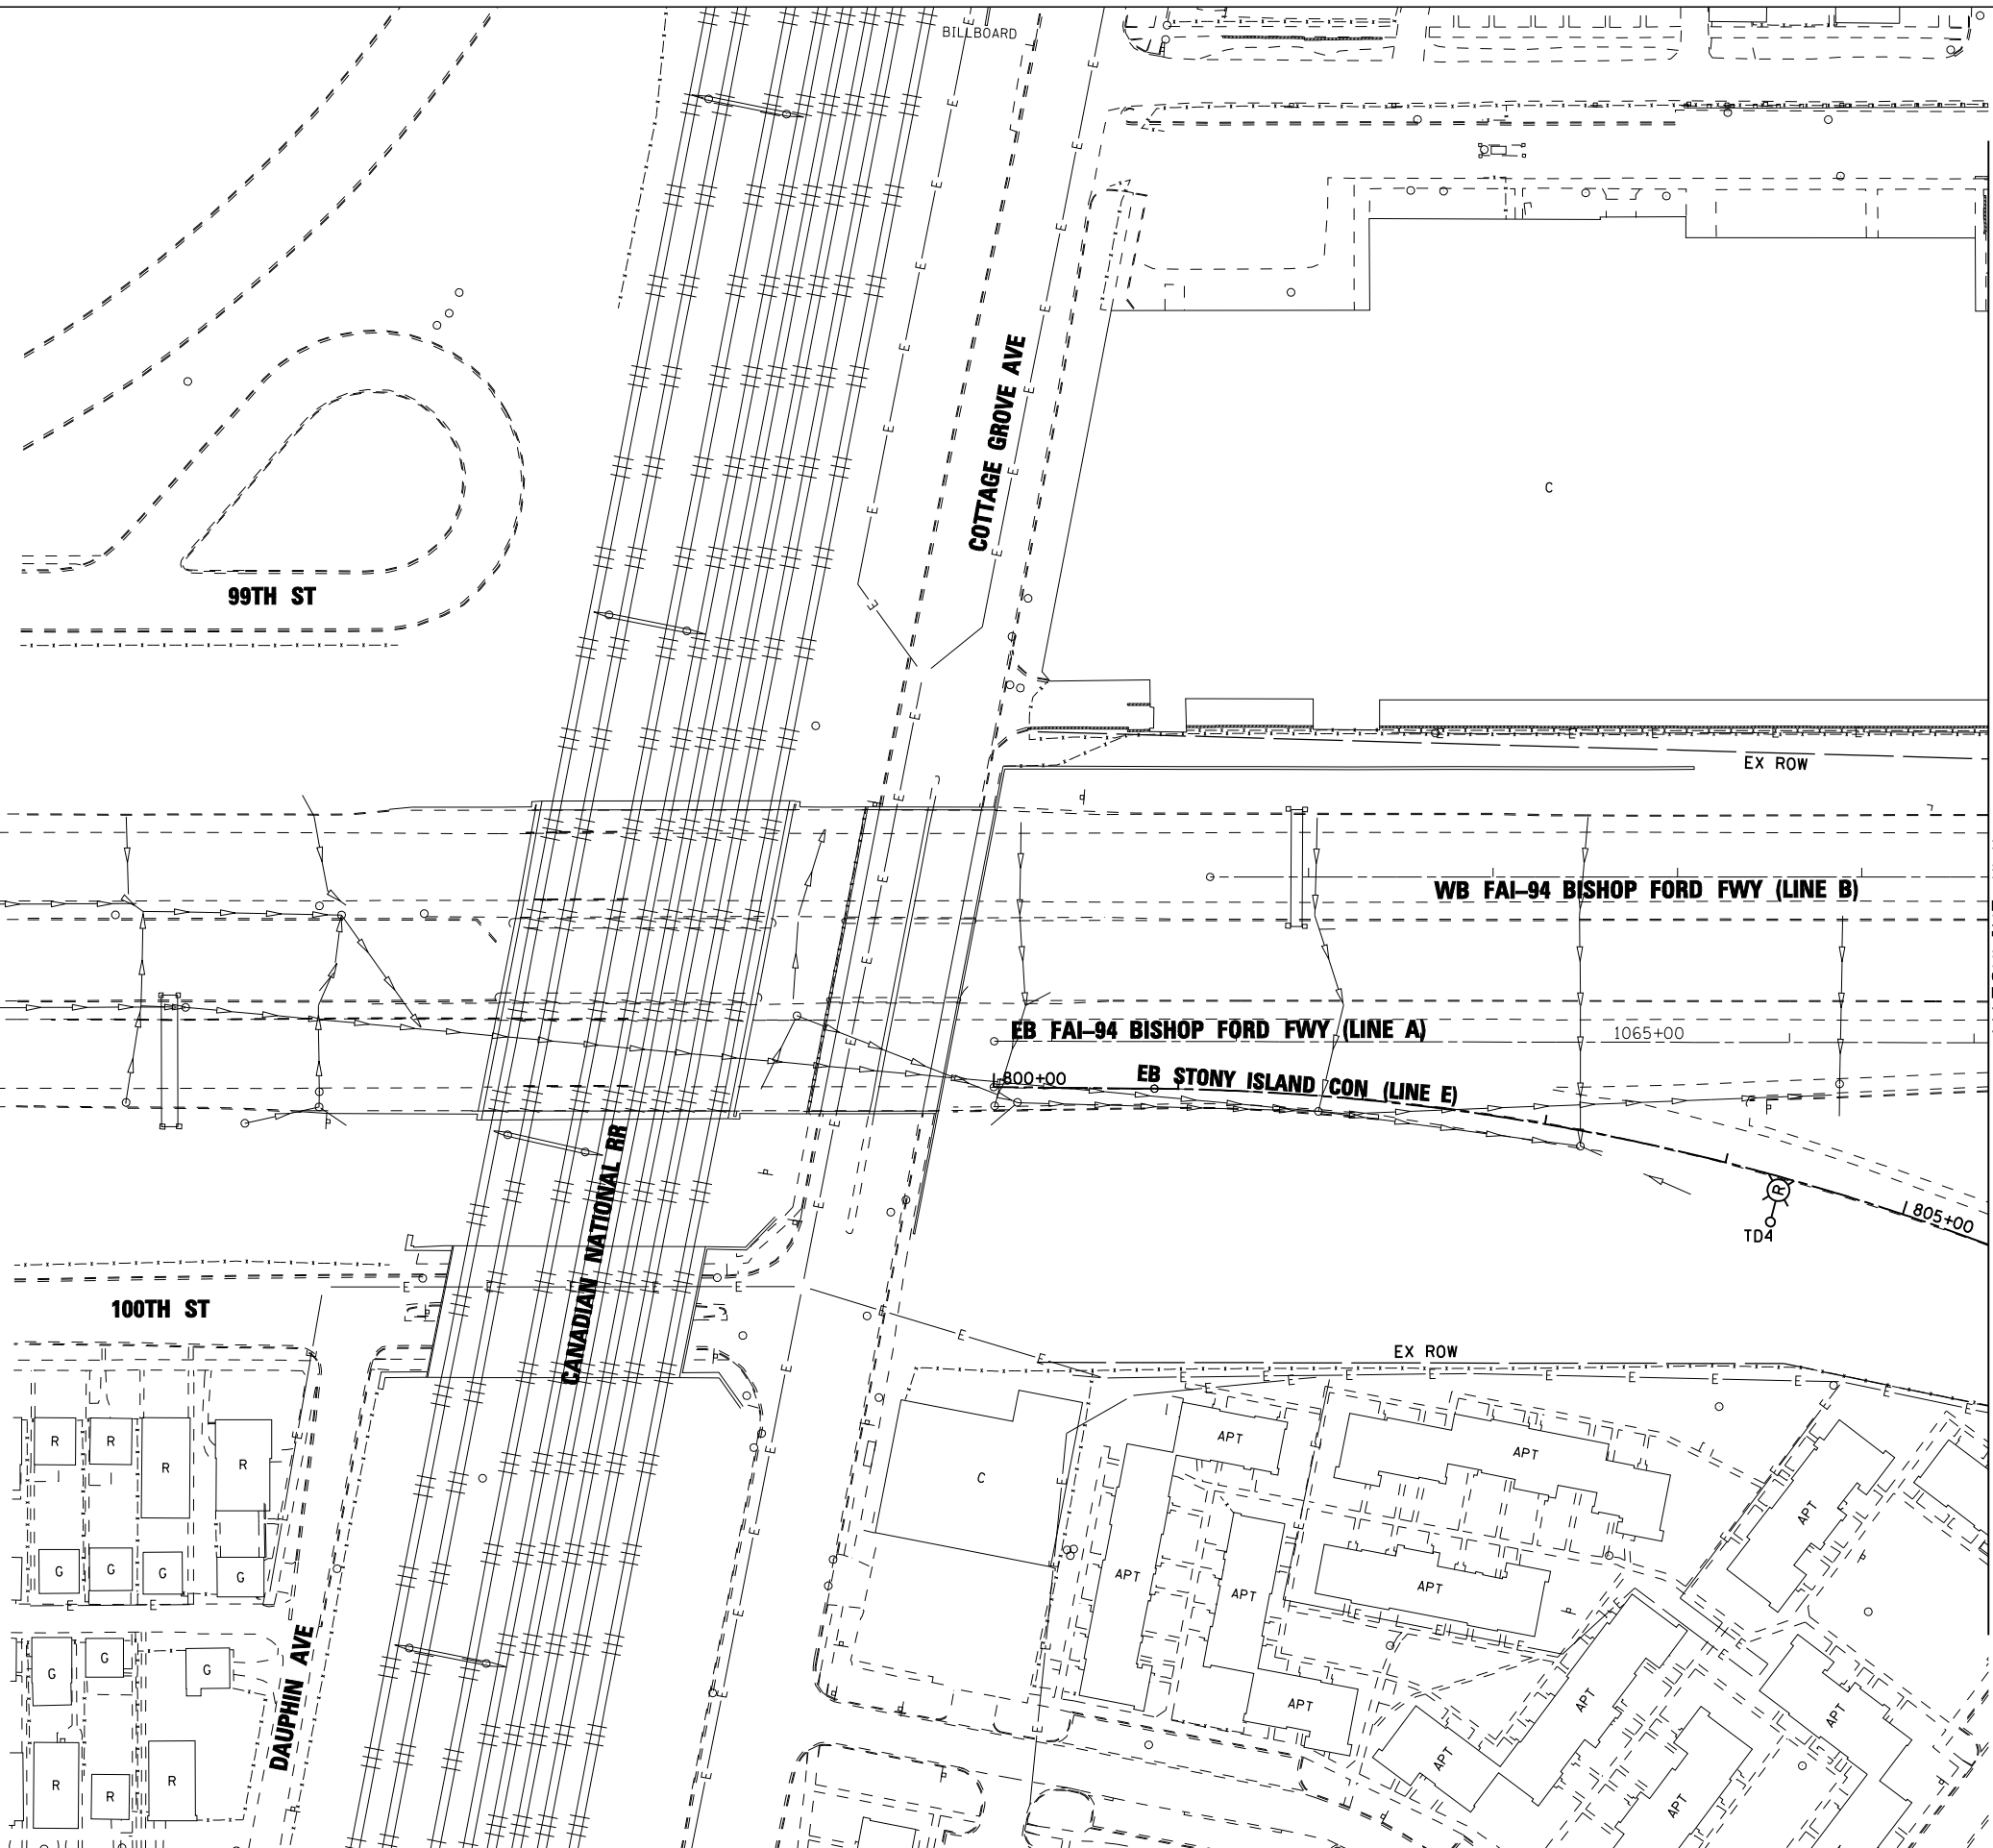 BILLBOARD
COTTAGE GROVE AVE
C
99TH ST
EX ROW
WB FAI-94 BISHOP FORD FWY (LINE B)
EB FAI-94 BISHOP FORD FWY (LINE A)
1065+00
800+00
EB STONY ISLAND CON (LINE E)
R
805+00
TD4
CANADIAN NATIONAL RR
100TH ST
EX ROW
R
R
R
R
APT
APT
C
APT
G
G
G
G
APT
APT
APT
DAUPHIN AVE
G
G
G
APT
APT
APT
APT
R
R
R
APT
E